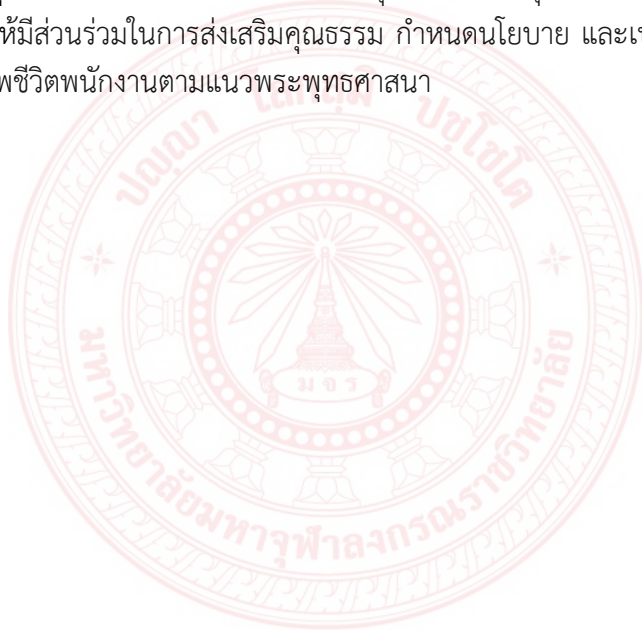 ห้มีส่วนร่วมในการส่งเสริมคุณธรรม กำหนดนโยบาย และเ
พชีวิตพนักงานตามแนวพระพุทธศาสนา
ปญฺญา โลกสฺมิ ปชฺโชโต
มจร
มหาวิทยาลัยมหาจุฬาลงกรณราชวิทยาลัย